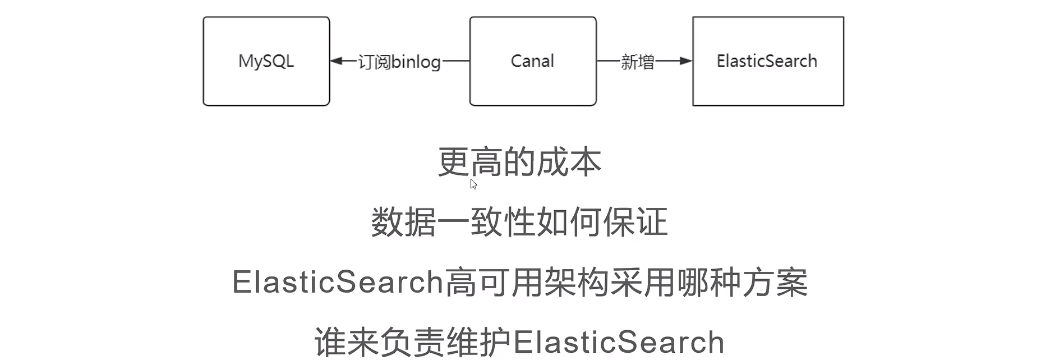 MySQL 订阅binlog Canal 新增 ElasticSearch
更高的成本
数据一致性如何保证
ElasticSearch高可用架构采用哪种方案
谁来负责维护ElasticSearch